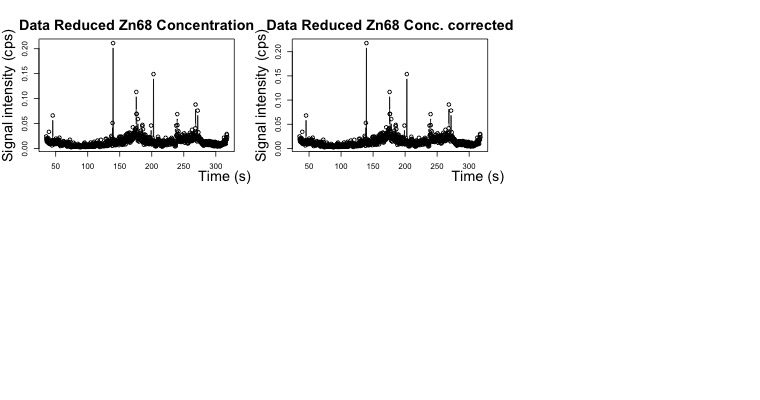 Data Reduced Zn68 Concentration
Signal intensity (cps)
0.00 0.05 0.10 0.15 0.20
50 100 150 200 250 300
Time (s)
Data Reduced Zn68 Conc. corrected
Signal intensity (cps)
0.00 0.05 0.10 0.15 0.20
50 100 150 200 250 300
Time (s)